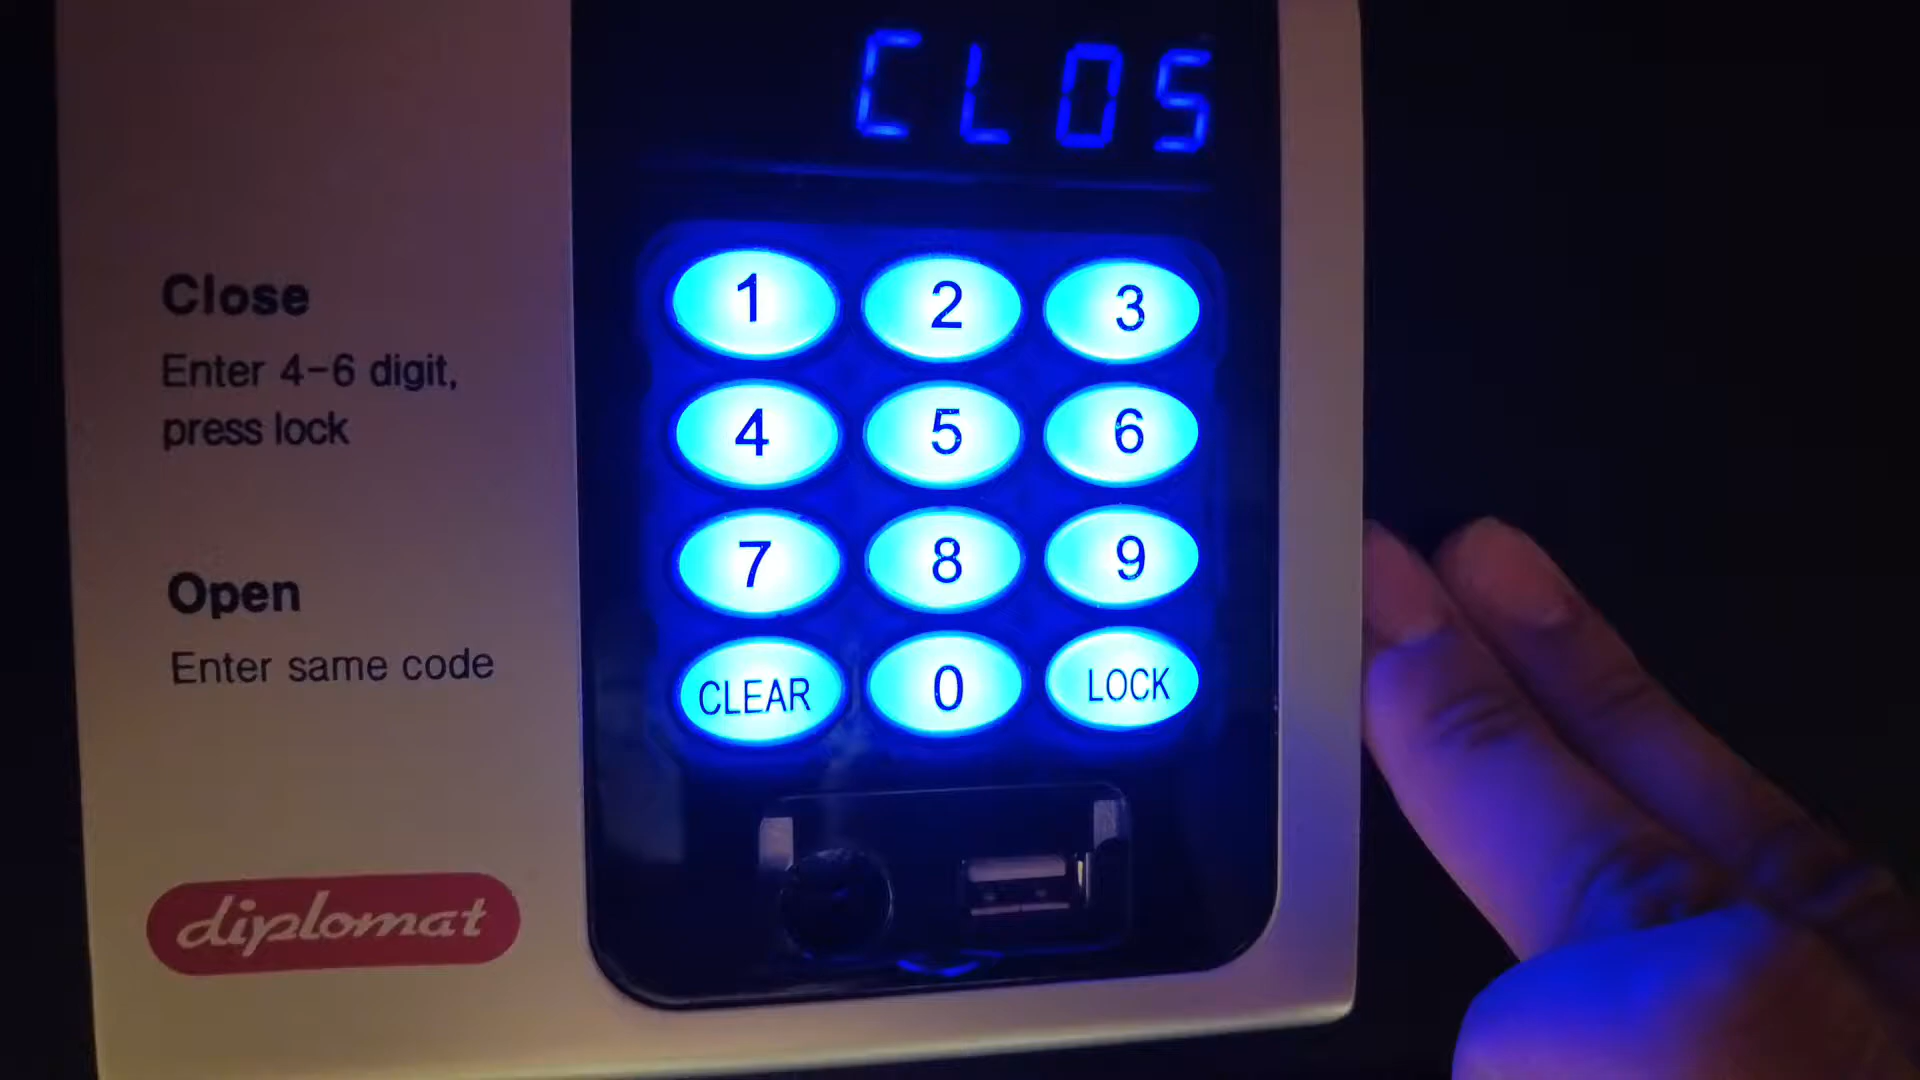 CLOS
Close
Enter 4-6 digit,
press lock
Open
Enter same code
diplomat
1 2 3
4 5 6
7 8 9
CLEAR 0 LOCK